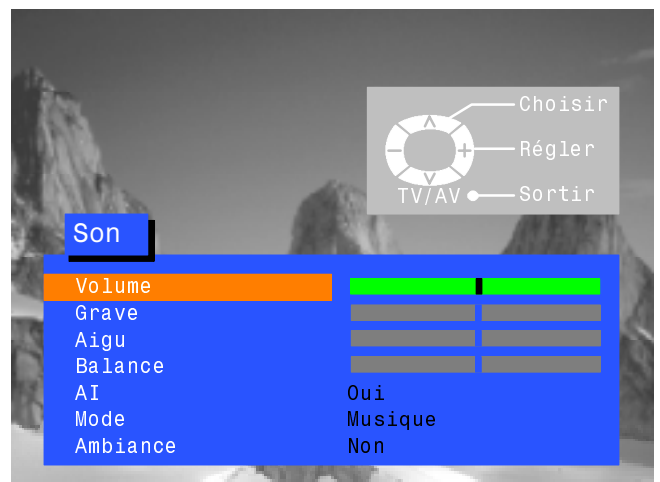 Choisir
Régler
TV/AV Sortir
Son
Volume
Grave
Aigu
Balance
AI Oui
Mode Musique
Ambiance Non